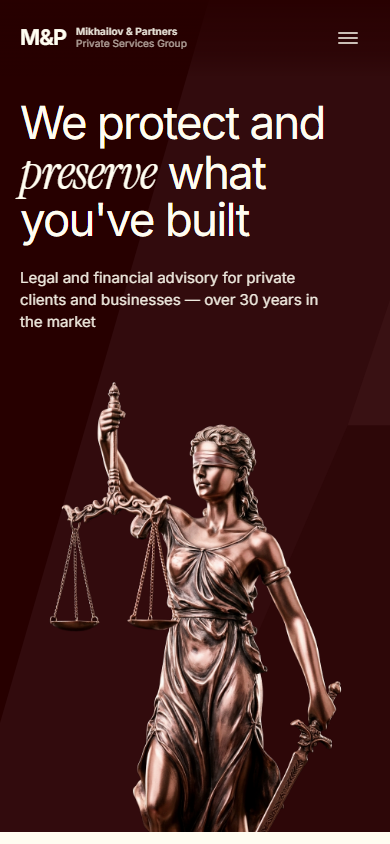 M&P
Mikhailov & Partners
Private Services Group
We protect and
preserve what
you've built
Legal and financial advisory for private
clients and businesses — over 30 years in
the market